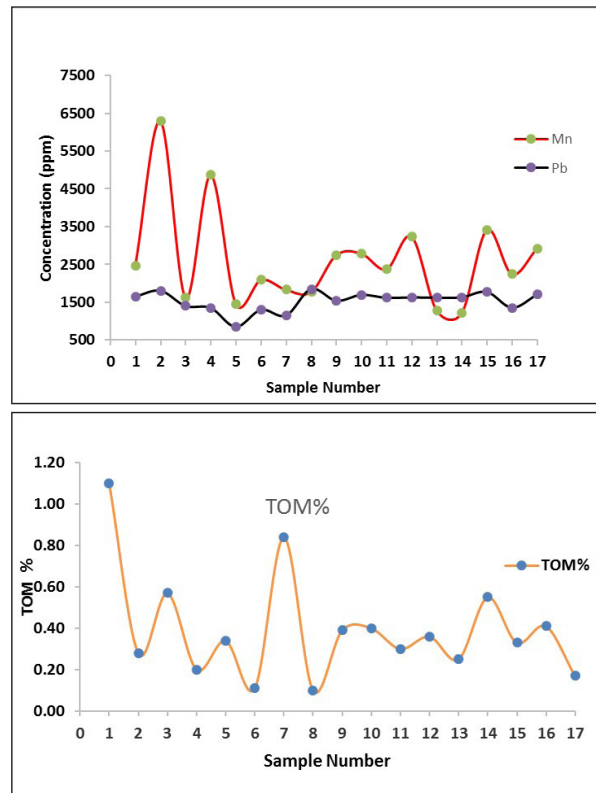 7500
6500
5500
4500
3500
2500
1500
500
Concentration (ppm)
Mn
Pb
0 1 2 3 4 5 6 7 8 9 10 11 12 13 14 15 16 17
Sample Number
1.20
1.00
0.80
0.60
0.40
0.20
0.00
TOM %
TOM%
TOM%
0 1 2 3 4 5 6 7 8 9 10 11 12 13 14 15 16 17
Sample Number